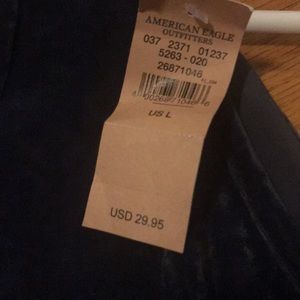 AMERICAN EAGLE
OUTFITTERS
037 2371 01237
5263-020
26871046
US L
USD 29.95